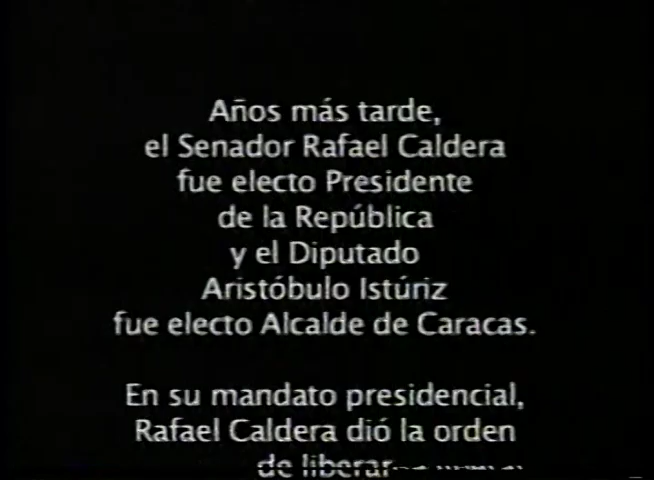 Años más tarde,
el Senador Rafael Caldera
fue electo Presidente
de la República
y el Diputado
Aristóbulo Istúriz
fue electo Alcalde de Caracas.
En su mandato presidencial,
Rafael Caldera dió la orden
de liberar